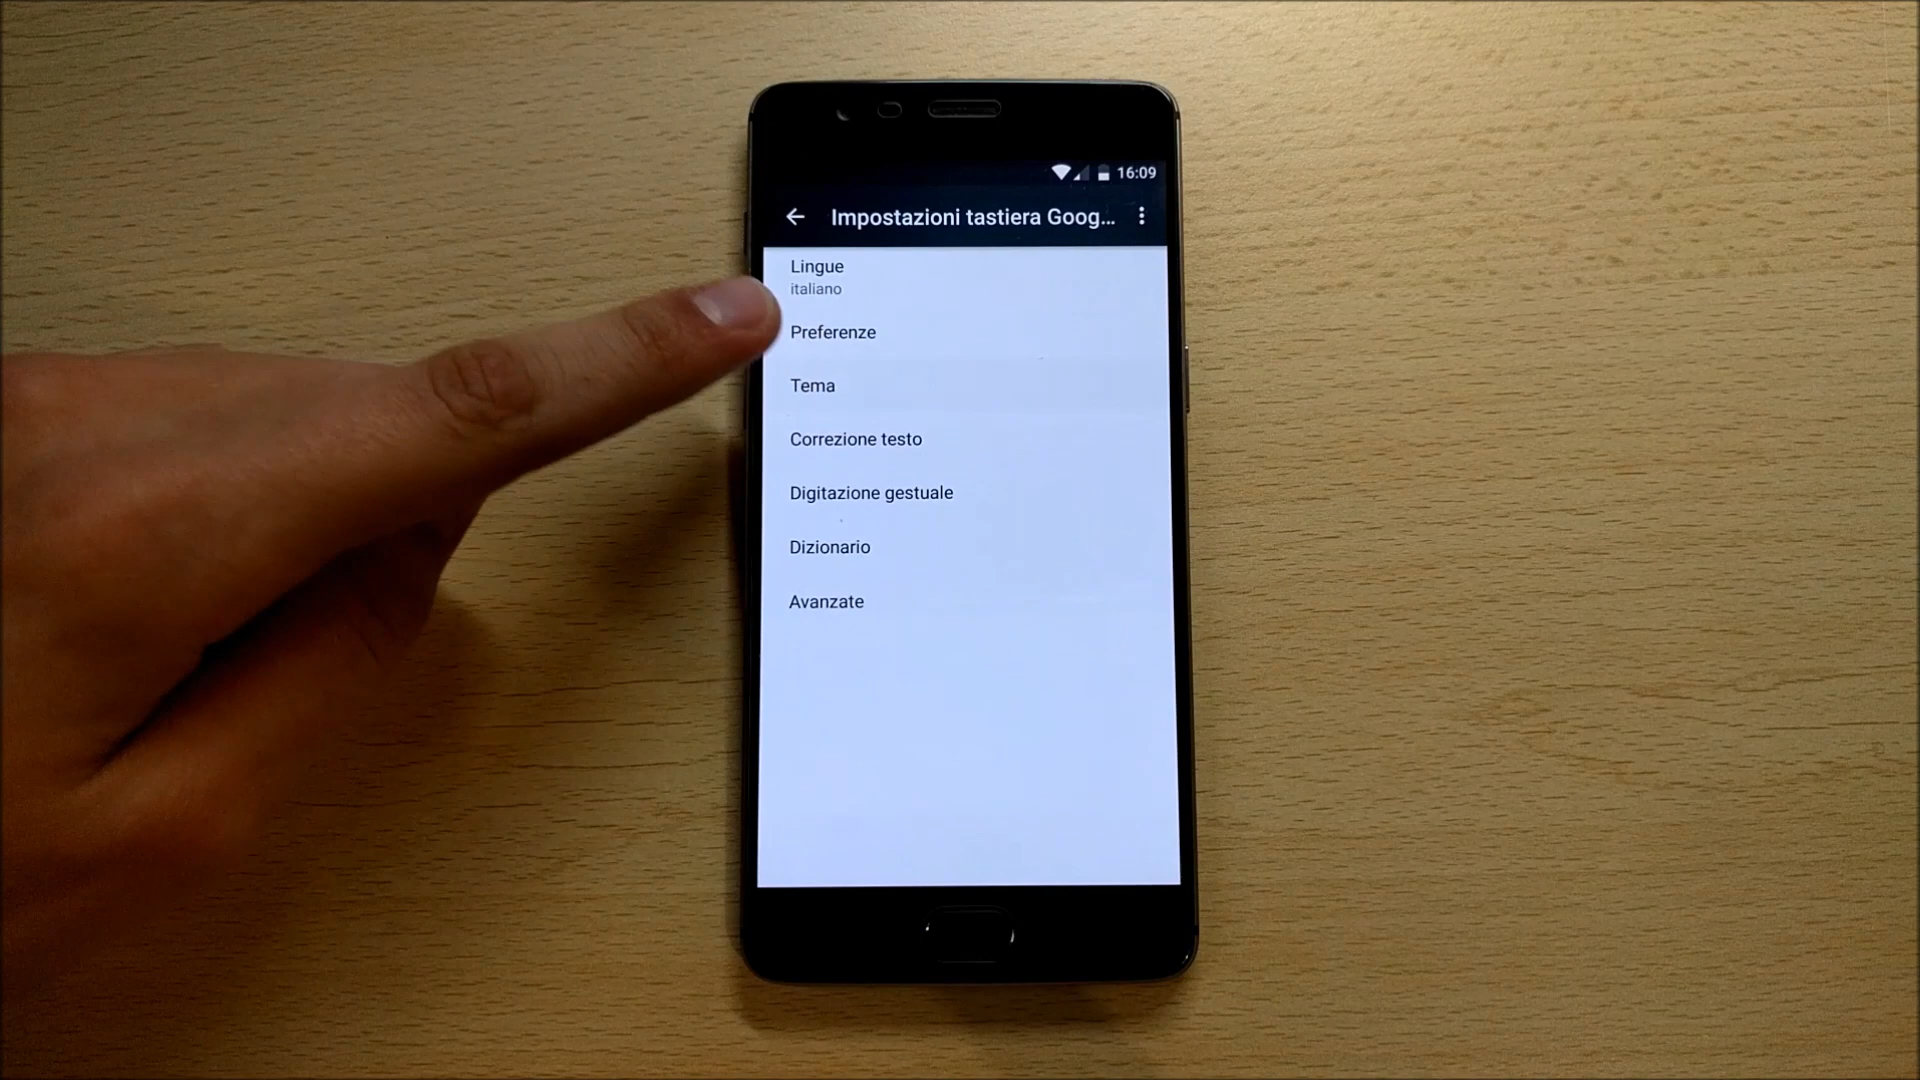 16:09
Impostazioni tastiera Goog...
Lingue
italiano
Preferenze
Tema
Correzione testo
Digitazione gestuale
Dizionario
Avanzate